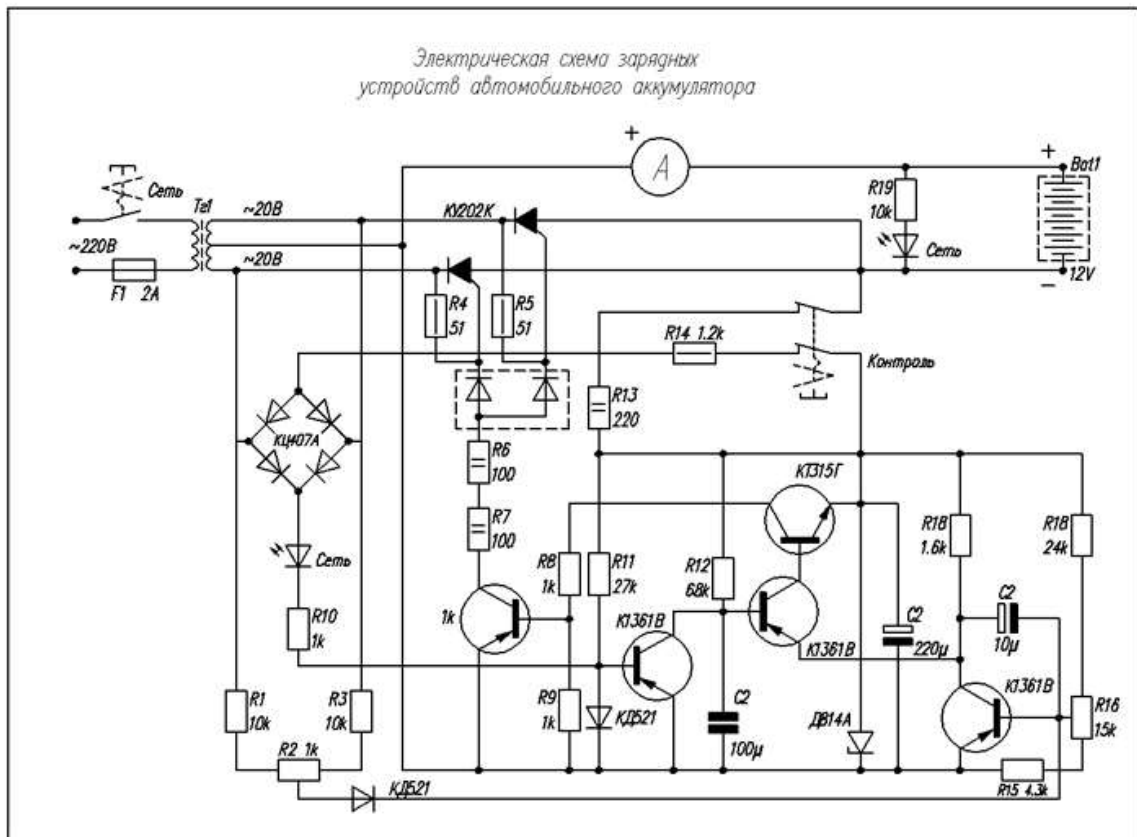 Электрическая схема зарядных
устройств автомобильного аккумулятора
+
A
+
Bat1
Сеть
R19
10k
Tr1
~20В
КУ202К
Сеть
~220В
~20В
F1 2А
−
12V
R4
51
R5
51
R14 1.2k
Контроль
R13
220
КЦ407А
R6
100
КТ315Г
R7
100
R18
1.6k
R18
24k
Сеть
R8
1k
R11
27k
R12
68k
1k
КТ361В
C2
R10
1k
C2
220µ
КТ361В
10µ
КТ361В
R1
10k
R3
10k
R9
1k
КД521
C2
100µ
Д814А
R16
15k
R2 1k
КД521
R15 4.3k